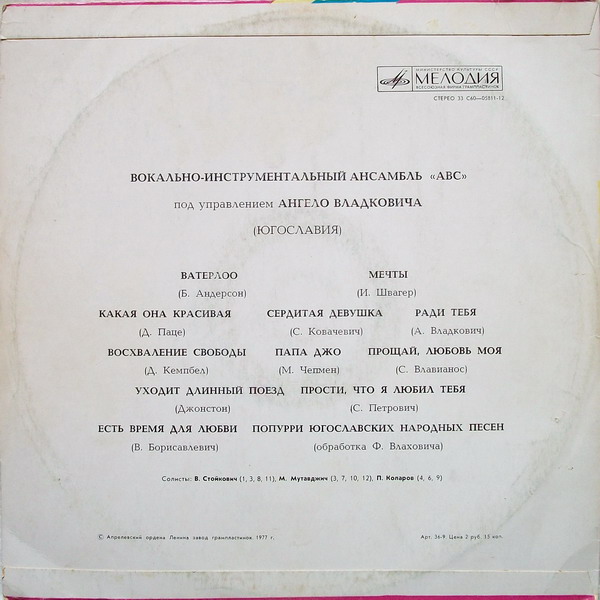 МИНИСТЕРСТВО КУЛЬТУРЫ СССР
МЕЛОДИЯ
ВСЕСОЮЗНАЯ ФИРМА ГРАМПЛАСТИНОК
СТЕРЕО 33 С60—05811-12
ВОКАЛЬНО-ИНСТРУМЕНТАЛЬНЫЙ АНСАМБЛЬ «АВС»
под управлением АНГЕЛО ВЛАДКОВИЧА
(ЮГОСЛАВИЯ)
ВАТЕРЛОО МЕЧТЫ
(Б. Андерсон) (И. Швагер)
КАКАЯ ОНА КРАСИВАЯ СЕРДИТАЯ ДЕВУШКА РАДИ ТЕБЯ
(Д. Паце) (С. Ковачевич) (А. Владкович)
ВОСХВАЛЕНИЕ СВОБОДЫ ПАПА ДЖО ПРОЩАЙ, ЛЮБОВЬ МОЯ
(Д. Кемпбел) (М. Чепмен) (С. Влавианос)
УХОДИТ ДЛИННЫЙ ПОЕЗД ПРОСТИ, ЧТО Я ЛЮБИЛ ТЕБЯ
(Джонстон) (С. Петрович)
ЕСТЬ ВРЕМЯ ДЛЯ ЛЮБВИ ПОПУРРИ ЮГОСЛАВСКИХ НАРОДНЫХ ПЕСЕН
(В. Борисавлевич) (обработка Ф. Влаховича)
Солисты: В. Стойкович (1, 3, 8, 11), М. Мутавджич (3, 7, 10, 12), П. Коларов (4, 6, 9)
© Апрелевский ордена Ленина завод грампластинок. 1977 г. Арт. 36-9. Цена 2 руб. 15 коп.